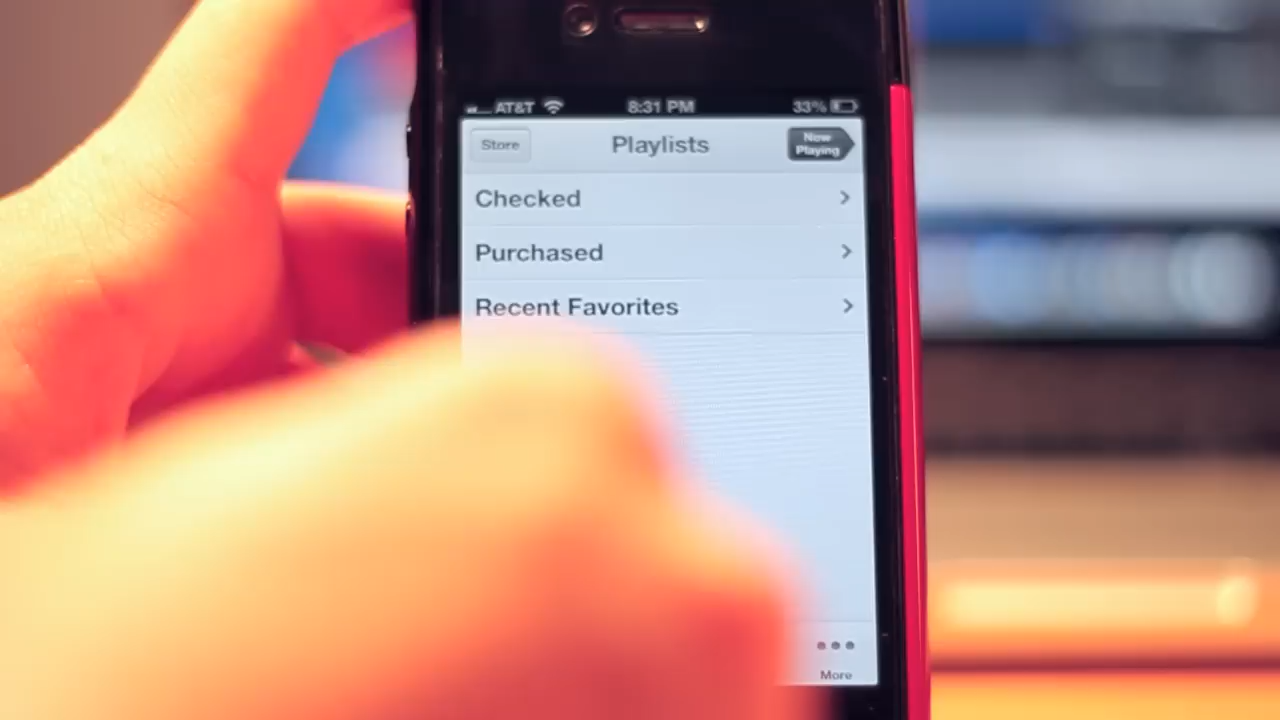 AT&T 8:31 PM 33%
Store Playlists Now Playing
Checked
Purchased
Recent Favorites
More